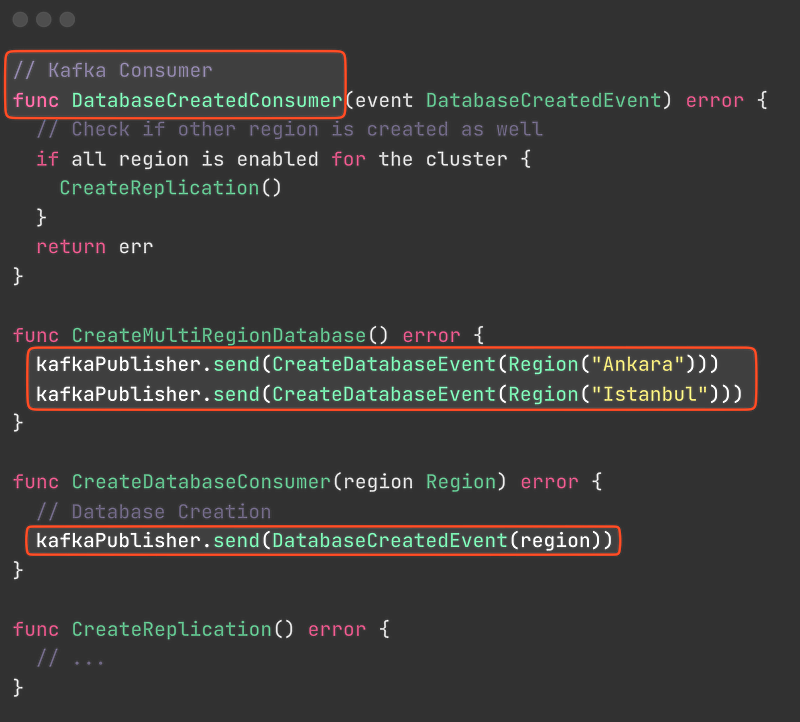 // Kafka Consumer
func DatabaseCreatedConsumer(event DatabaseCreatedEvent) error {
  // Check if other region is created as well
  if all region is enabled for the cluster {
    CreateReplication()
  }
  return err
}

func CreateMultiRegionDatabase() error {
  kafkaPublisher.send(CreateDatabaseEvent(Region("Ankara")))
  kafkaPublisher.send(CreateDatabaseEvent(Region("Istanbul")))
}

func CreateDatabaseConsumer(region Region) error {
  // Database Creation
  kafkaPublisher.send(DatabaseCreatedEvent(region))
}

func CreateReplication() error {
  // ...
}